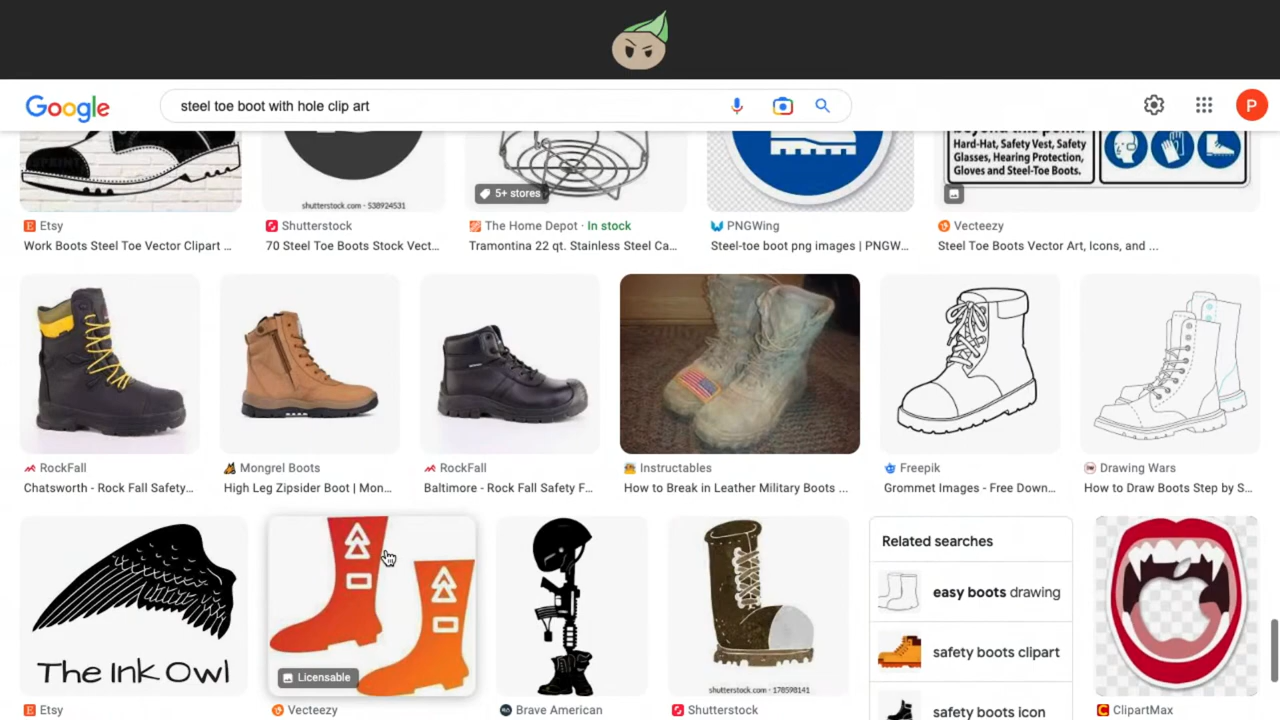 Google
steel toe boot with hole clip art
P
shutterstock.com · 538924531
5+ stores
Hard-Hat, Safety Vest, Safety
Glasses, Hearing Protection,
Gloves and Steel-Toe Boots.
Etsy
Work Boots Steel Toe Vector Clipart ...
Shutterstock
70 Steel Toe Boots Stock Vect...
The Home Depot · In stock
Tramontina 22 qt. Stainless Steel Ca...
PNGWing
Steel-toe boot png images | PNGW...
Vecteezy
Steel Toe Boots Vector Art, Icons, and ...
RockFall
Chatsworth - Rock Fall Safety...
Mongrel Boots
High Leg Zipsider Boot | Mon...
RockFall
Baltimore - Rock Fall Safety F...
Instructables
How to Break in Leather Military Boots ...
Freepik
Grommet Images - Free Down...
Drawing Wars
How to Draw Boots Step by S...
The Ink Owl
Licensable
shutterstock.com · 178598141
Related searches
easy boots drawing
safety boots clipart
safety boots icon
Etsy
Vecteezy
Brave American
Shutterstock
ClipartMax